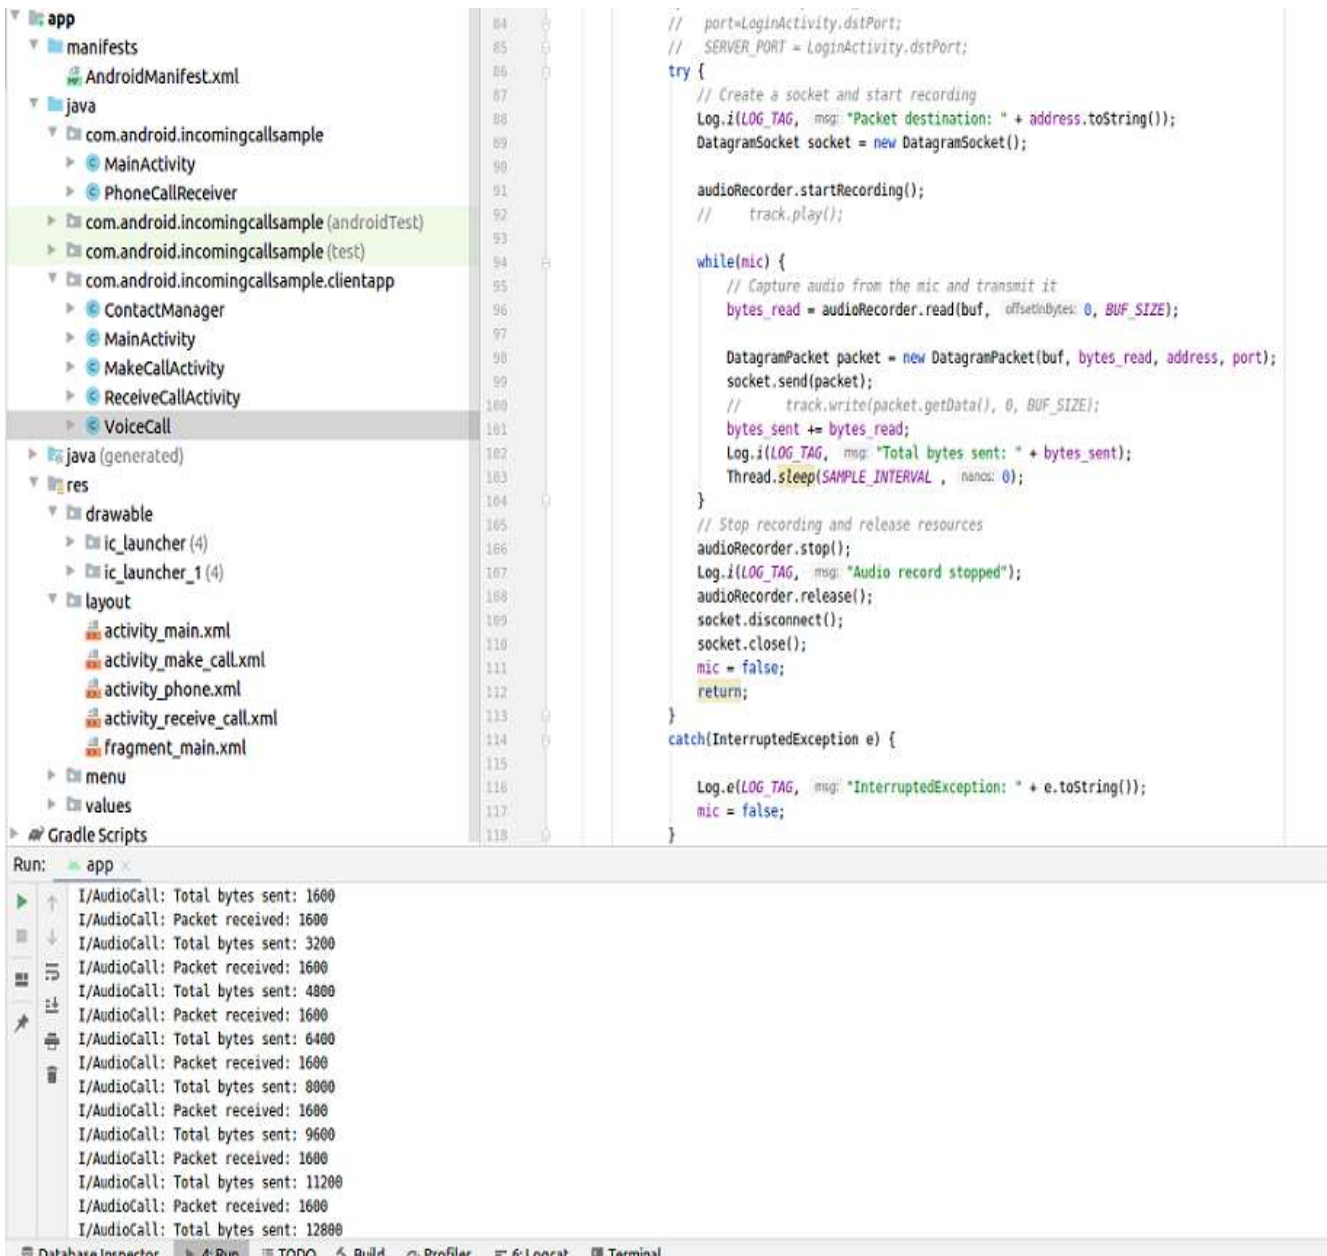 app
manifests
AndroidManifest.xml
java
com.android.incomingcallsample
MainActivity
PhoneCallReceiver
com.android.incomingcallsample (androidTest)
com.android.incomingcallsample (test)
com.android.incomingcallsample.clientapp
ContactManager
MainActivity
MakeCallActivity
ReceiveCallActivity
VoiceCall
java (generated)
res
drawable
ic_launcher (4)
ic_launcher_1 (4)
layout
activity_main.xml
activity_make_call.xml
activity_phone.xml
activity_receive_call.xml
fragment_main.xml
menu
values
Gradle Scripts
84 // port=LoginActivity.dstPort;
85 // SERVER_PORT = LoginActivity.dstPort;
86 try {
87 // Create a socket and start recording
88 Log.i(LOG_TAG, msg: "Packet destination: " + address.toString());
89 DatagramSocket socket = new DatagramSocket();
90
91 audioRecorder.startRecording();
92 // track.play();
93
94 while(mic) {
95 // Capture audio from the mic and transmit it
96 bytes_read = audioRecorder.read(buf, offsetInBytes: 0, BUF_SIZE);
97
98 DatagramPacket packet = new DatagramPacket(buf, bytes_read, address, port);
99 socket.send(packet);
100 // track.write(packet.getData(), 0, BUF_SIZE);
101 bytes_sent += bytes_read;
102 Log.i(LOG_TAG, msg: "Total bytes sent: " + bytes_sent);
103 Thread.sleep(SAMPLE_INTERVAL , nanos: 0);
104 }
105 // Stop recording and release resources
106 audioRecorder.stop();
107 Log.i(LOG_TAG, msg: "Audio record stopped");
108 audioRecorder.release();
109 socket.disconnect();
110 socket.close();
111 mic = false;
112 return;
113 }
114 catch(InterruptedException e) {
115
116 Log.e(LOG_TAG, msg: "InterruptedException: " + e.toString());
117 mic = false;
118 }
Run: app ×
I/AudioCall: Total bytes sent: 1600
I/AudioCall: Packet received: 1600
I/AudioCall: Total bytes sent: 3200
I/AudioCall: Packet received: 1600
I/AudioCall: Total bytes sent: 4800
I/AudioCall: Packet received: 1600
I/AudioCall: Total bytes sent: 6400
I/AudioCall: Packet received: 1600
I/AudioCall: Total bytes sent: 8000
I/AudioCall: Packet received: 1600
I/AudioCall: Total bytes sent: 9600
I/AudioCall: Packet received: 1600
I/AudioCall: Total bytes sent: 11200
I/AudioCall: Packet received: 1600
I/AudioCall: Total bytes sent: 12800
Database Inspector 4: Run TODO Build Profiler 6: Logcat Terminal